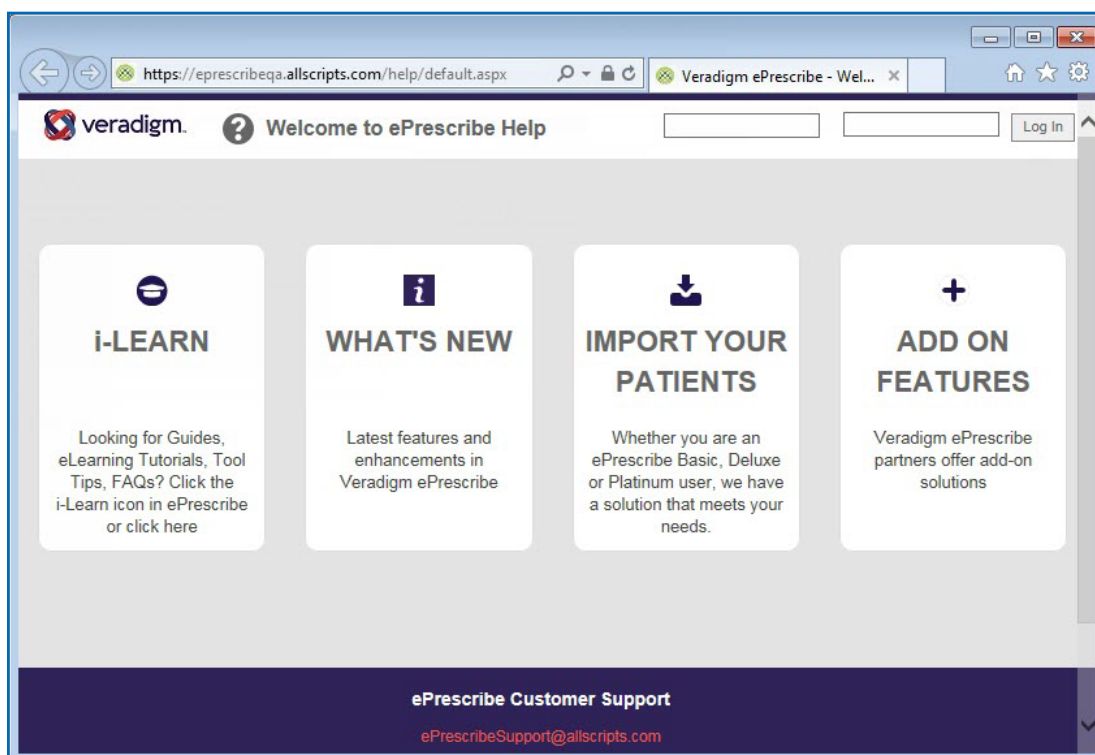 https://eprescribeqa.allscripts.com/help/default.aspx
Veradigm ePrescribe - Wel...
veradigm.
? Welcome to ePrescribe Help
Log In
i-LEARN
Looking for Guides,
eLearning Tutorials, Tool
Tips, FAQs? Click the
i-Learn icon in ePrescribe
or click here
WHAT'S NEW
Latest features and
enhancements in
Veradigm ePrescribe
IMPORT YOUR
PATIENTS
Whether you are an
ePrescribe Basic, Deluxe
or Platinum user, we have
a solution that meets your
needs.
ADD ON
FEATURES
Veradigm ePrescribe
partners offer add-on
solutions
ePrescribe Customer Support
ePrescribeSupport@allscripts.com